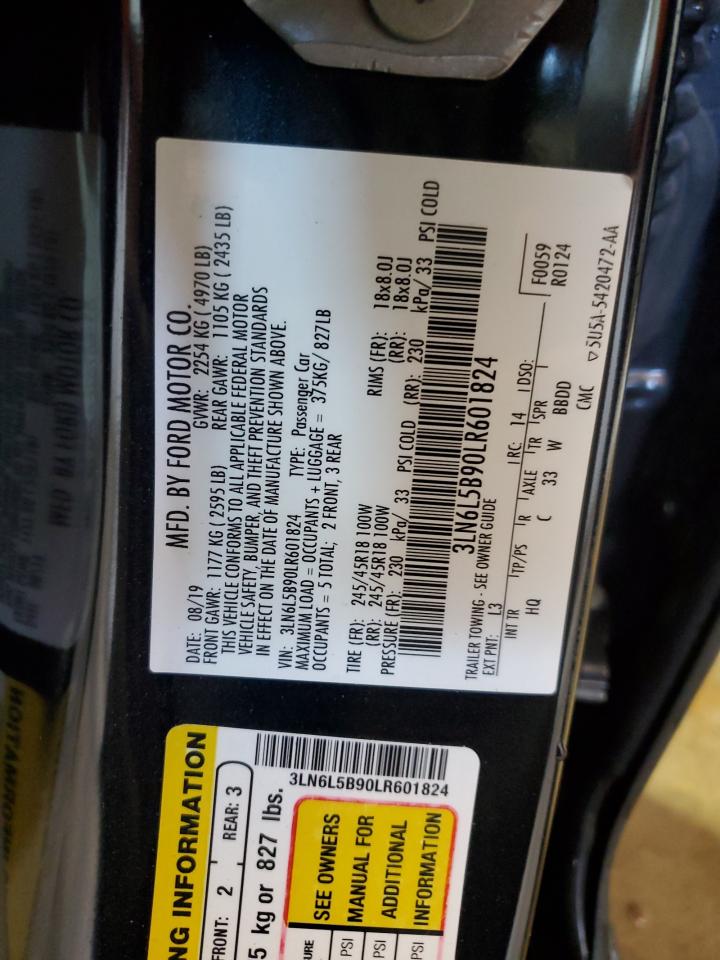 MFD. BY FORD MOTOR CO.
DATE: 08/19 GVWR: 2254 KG ( 4970 LB)
FRONT GAWR: 1177 KG ( 2595 LB) REAR GAWR: 1105 KG ( 2435 LB)
THIS VEHICLE CONFORMS TO ALL APPLICABLE FEDERAL MOTOR
VEHICLE SAFETY, BUMPER, AND THEFT PREVENTION STANDARDS
IN EFFECT ON THE DATE OF MANUFACTURE SHOWN ABOVE.
VIN: 3LN6L5B90LR601824 TYPE: Passenger Car
MAXIMUM LOAD = OCCUPANTS + LUGGAGE = 375KG/ 827LB
OCCUPANTS = 5 TOTAL; 2 FRONT, 3 REAR
TIRE (FR): 245/45R18 100W RIMS (FR): 18x8.0J
(RR): 245/45R18 100W (RR): 18x8.0J
PRESSURE (FR): 230 kPa/ 33 PSI COLD (RR): 230 kPa/ 33 PSI COLD
3LN6L5B90LR601824
TRAILER TOWING - SEE OWNER GUIDE
EXT PNT: L3 RC: 14 DSO: F0059
R0124
INT TR TP/PS R AXLE TR SPR
HQ C 33 W BBDD
CMC
▽5U5A-5420472-AA
NG INFORMATION
FRONT: 2 REAR: 3
5 kg or 827 lbs.
3LN6L5B90LR601824
SEE OWNERS
MANUAL FOR
ADDITIONAL
INFORMATION
URE
PSI
PSI
PSI